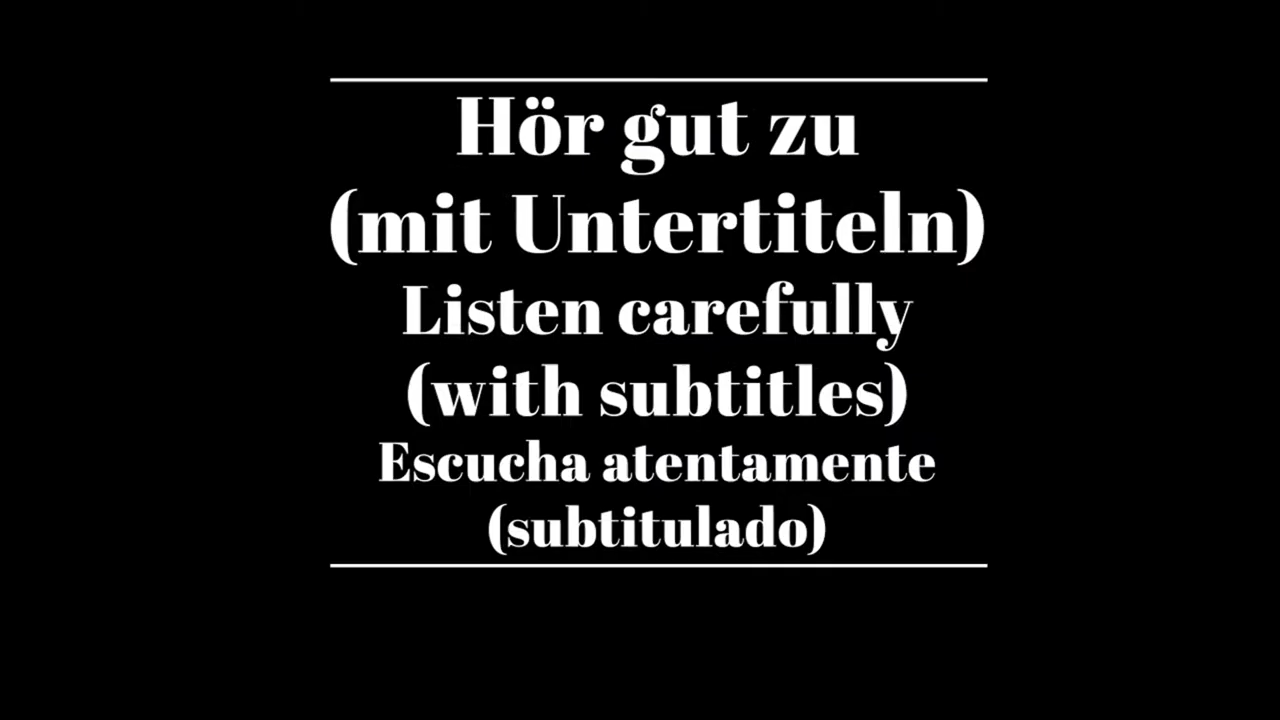 Hör gut zu
(mit Untertiteln)
Listen carefully
(with subtitles)
Escucha atentamente
(subtitulado)